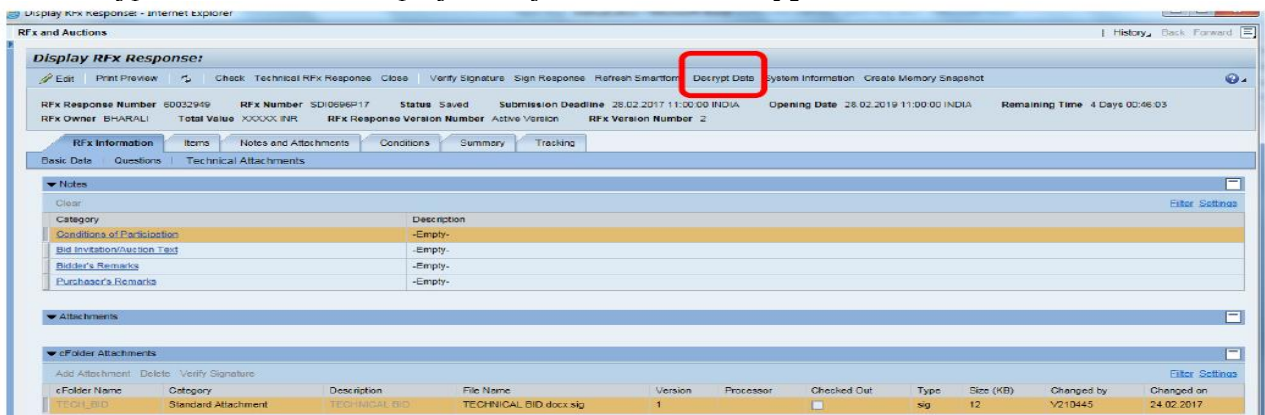 Display RFx Response: - Internet Explorer
RFx and Auctions | History Back Forward
Display RFx Response:
Edit | Print Preview | Check Technical RFx Response Close | Verify Signature Sign Response Refresh Smartform Decrypt Data System Information Create Memory Snapshot
RFx Response Number 60032949 RFx Number SDI0696P17 Status Saved Submission Deadline 28.02.2017 11:00:00 INDIA Opening Date 28.02.2019 11:00:00 INDIA Remaining Time 4 Days 00:46:03
RFx Owner BHARALI Total Value XXXXX INR RFx Response Version Number Active Version RFx Version Number 2
RFx Information Items Notes and Attachments Conditions Summary Tracking
Basic Data | Questions | Technical Attachments
Notes
Clear Filter Settings
Category Description
Conditions of Participation -Empty-
Bid Invitation/Auction Text -Empty-
Bidder's Remarks -Empty-
Purchaser's Remarks -Empty-
Attachments
cFolder Attachments
Add Attachment Delete Verify Signature Filter Settings
cFolder Name Category Description File Name Version Processor Checked Out Type Size (KB) Changed by Changed on
TECH_BID Standard Attachment TECHNICAL BID TECHNICAL BID.docx.sig 1 sig 12 V210445 24.02.2017